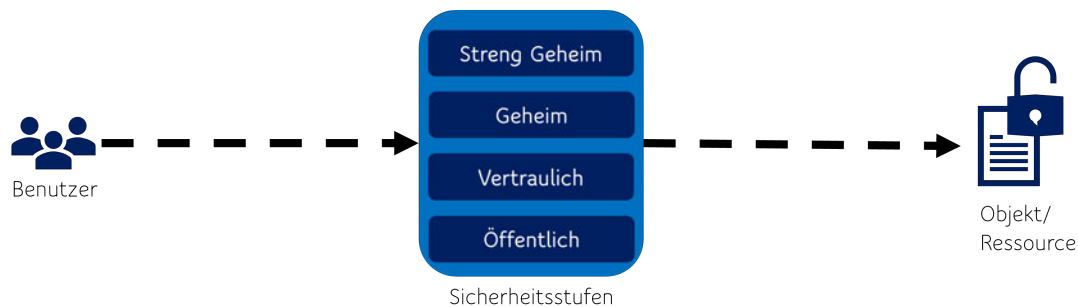 Streng Geheim
Geheim
Vertraulich
Öffentlich
Benutzer
Objekt/
Ressource
Sicherheitsstufen